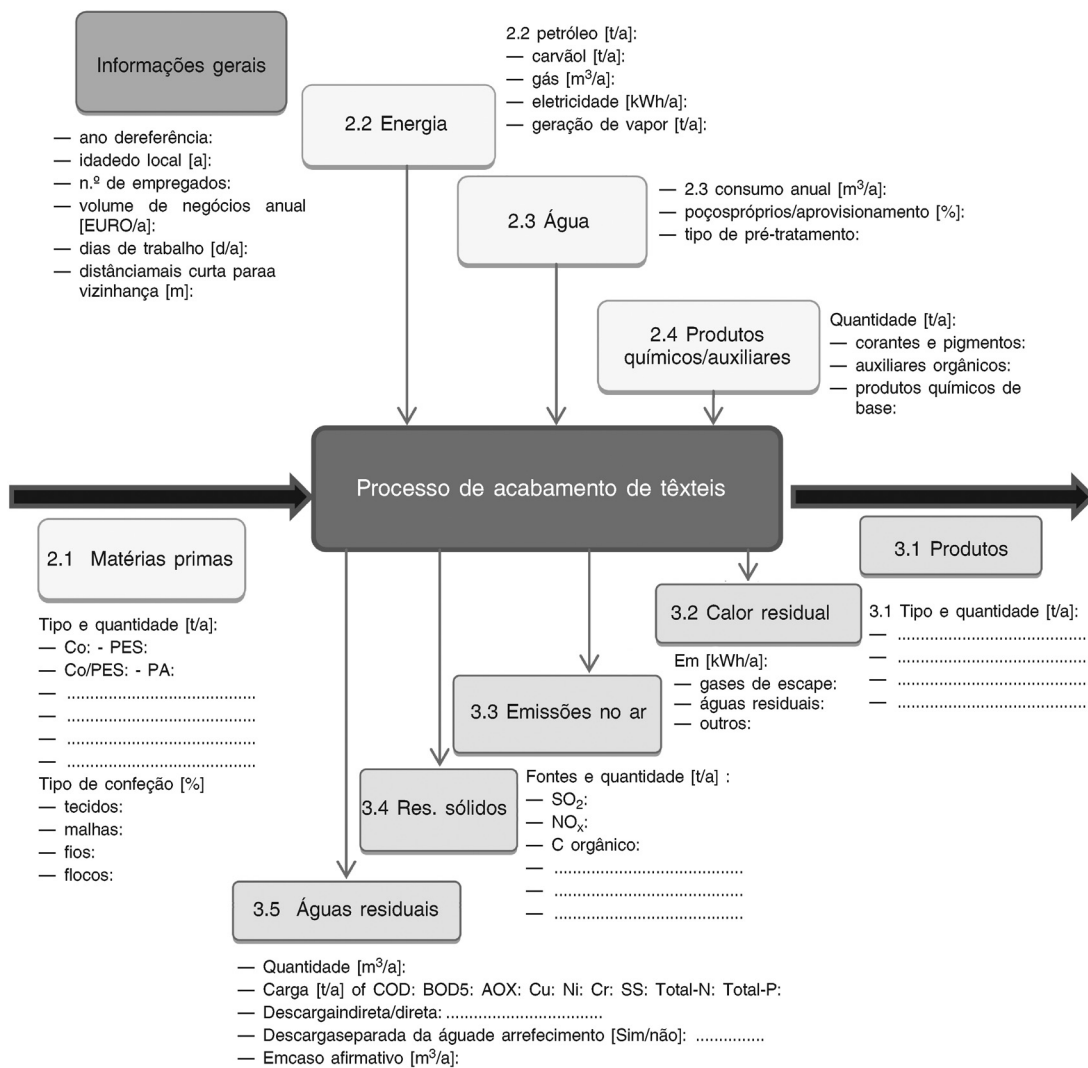 Informações gerais
— ano dereferência:
— idadedo local [a]:
— n.º de empregados:
— volume de negócios anual
[EURO/a]:
— dias de trabalho [d/a]:
— distânciamais curta paraa
vizinhança [m]:
2.2 Energia
2.2 petróleo [t/a]:
— carvãol [t/a]:
— gás [m³/a]:
— eletricidade [kWh/a]:
— geração de vapor [t/a]:
2.3 Água
— 2.3 consumo anual [m³/a]:
— poçospróprios/aprovisionamento [%]:
— tipo de pré-tratamento:
2.4 Produtos
químicos/auxiliares
Quantidade [t/a]:
— corantes e pigmentos:
— auxiliares orgânicos:
— produtos químicos de
base:
Processo de acabamento de têxteis
2.1 Matérias primas
Tipo e quantidade [t/a]:
— Co: - PES:
— Co/PES: - PA:
— .........................................
— .........................................
— .........................................
— .........................................
Tipo de confeção [%]
— tecidos:
— malhas:
— fios:
— flocos:
3.1 Produtos
3.1 Tipo e quantidade [t/a]:
— .........................................
— .........................................
— .........................................
— .........................................
3.2 Calor residual
Em [kWh/a]:
— gases de escape:
— águas residuais:
— outros:
3.3 Emissões no ar
Fontes e quantidade [t/a] :
— SO₂:
— NOₓ:
— C orgânico:
— .........................................
— .........................................
— .........................................
3.4 Res. sólidos
3.5 Águas residuais
— Quantidade [m³/a]:
— Carga [t/a] of COD: BOD5: AOX: Cu: Ni: Cr: SS: Total-N: Total-P:
— Descargaindireta/direta: ..................................
— Descargaseparada da águade arrefecimento [Sim/não]: ...............
— Emcaso afirmativo [m³/a]: